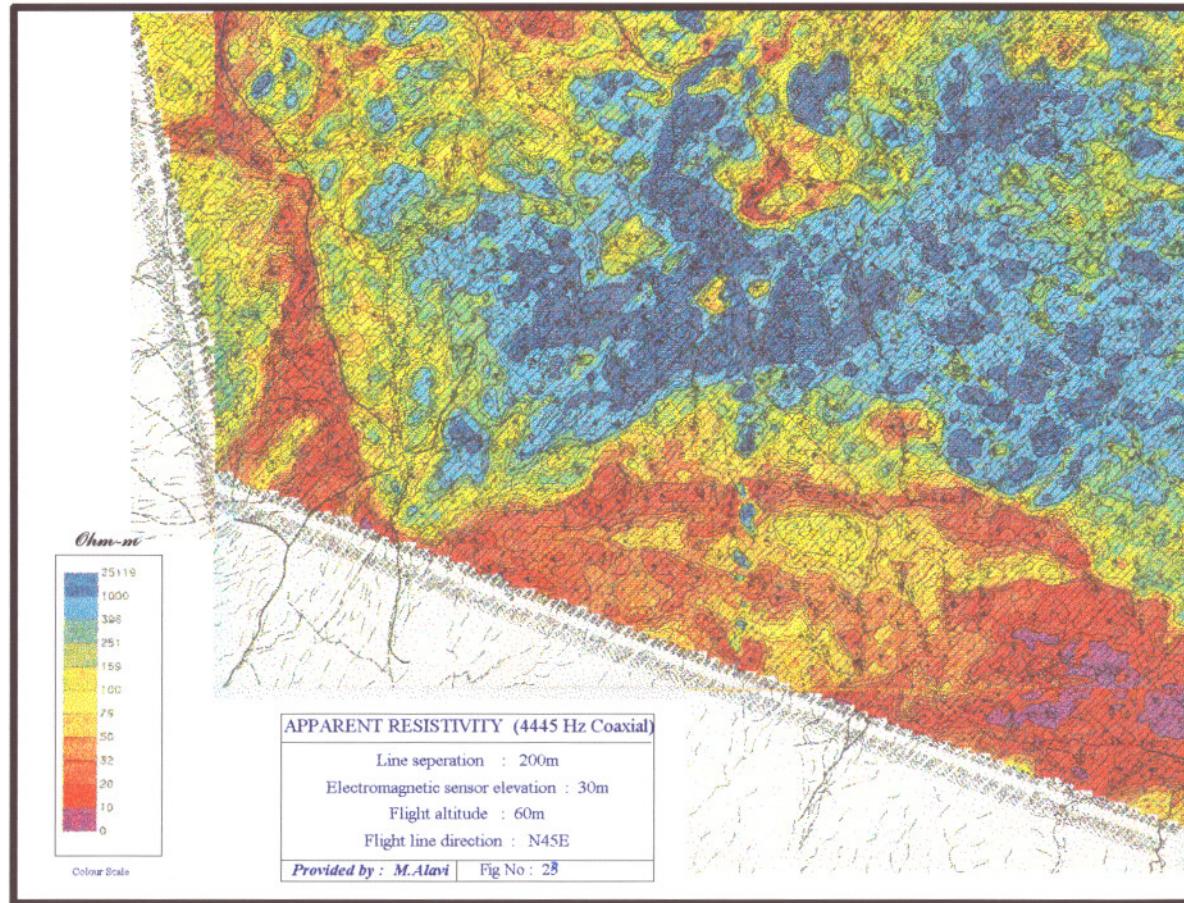 Ohm-m
25119
1000
398
251
159
100
75
50
32
20
10
0
Colour Scale
APPARENT RESISTIVITY (4445 Hz Coaxial)
Line seperation : 200m
Electromagnetic sensor elevation : 30m
Flight altitude : 60m
Flight line direction : N45E
Provided by : M.Alavi Fig No :